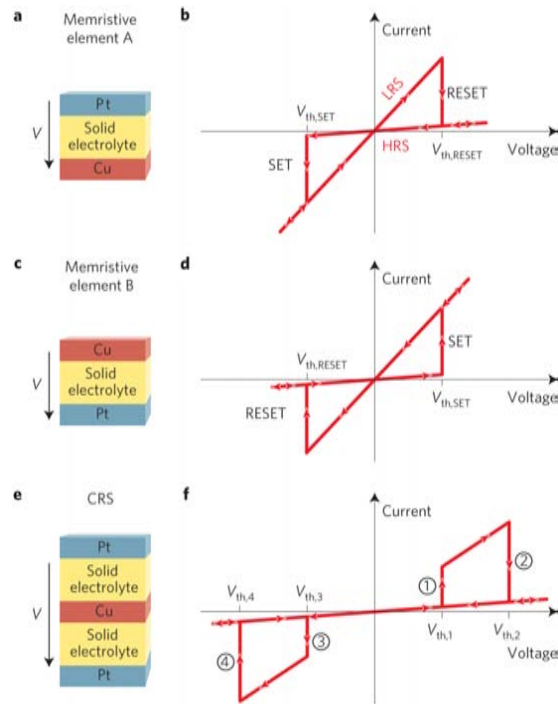 a
Memristive
element A
V
Pt
Solid
electrolyte
Cu
b
Current
LRS
RESET
V_th,SET
HRS
SET
V_th,RESET
Voltage
c
Memristive
element B
V
Cu
Solid
electrolyte
Pt
d
Current
SET
V_th,RESET
RESET
V_th,SET
Voltage
e
CRS
V
Pt
Solid
electrolyte
Cu
Solid
electrolyte
Pt
f
Current
②
①
V_th,4
V_th,3
③
④
V_th,1
V_th,2
Voltage